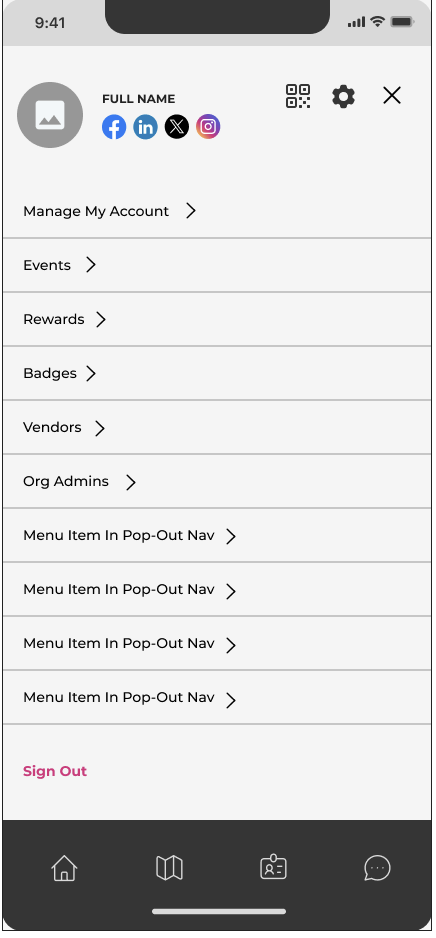 9:41
FULL NAME
Manage My Account
Events
Rewards
Badges
Vendors
Org Admins
Menu Item In Pop-Out Nav
Menu Item In Pop-Out Nav
Menu Item In Pop-Out Nav
Menu Item In Pop-Out Nav
Sign Out